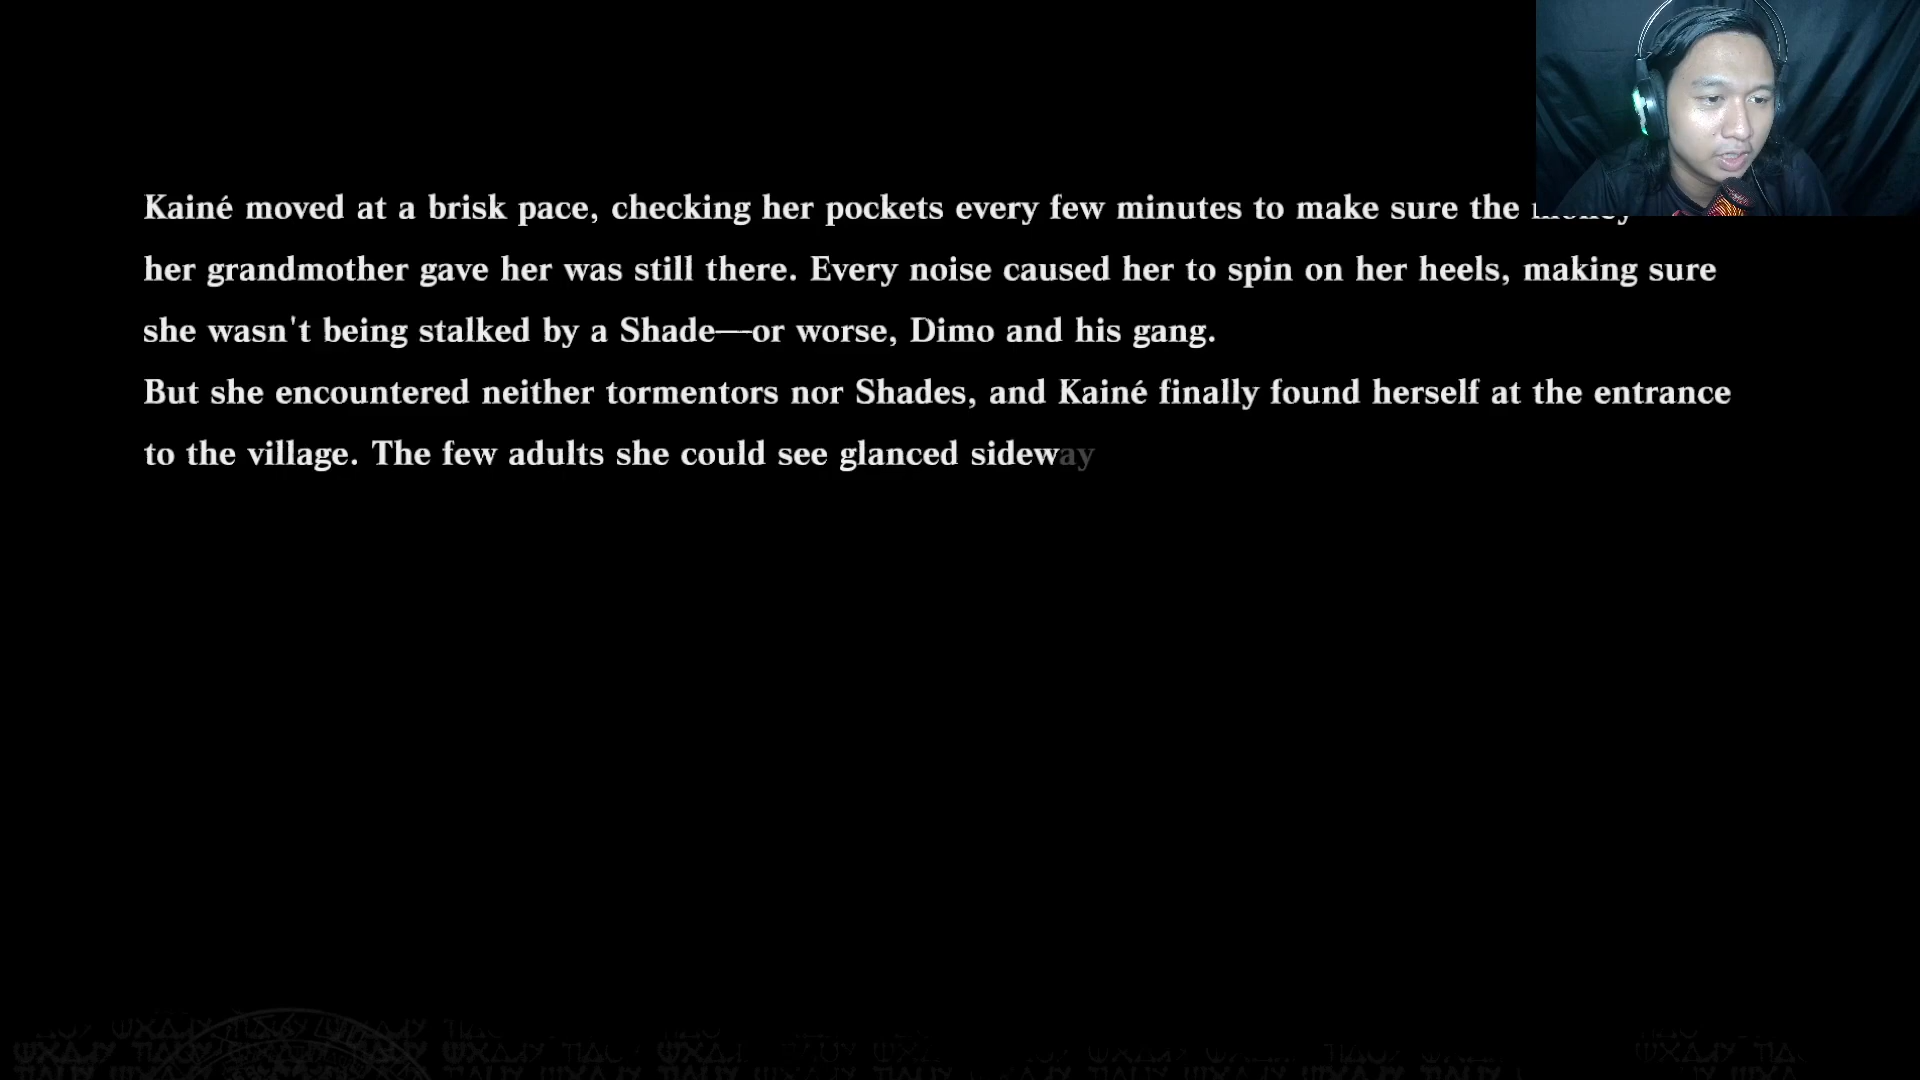 Kainé moved at a brisk pace, checking her pockets every few minutes to make sure the
her grandmother gave her was still there. Every noise caused her to spin on her heels, making sure
she wasn't being stalked by a Shade—or worse, Dimo and his gang.
But she encountered neither tormentors nor Shades, and Kainé finally found herself at the entrance
to the village. The few adults she could see glanced sideway